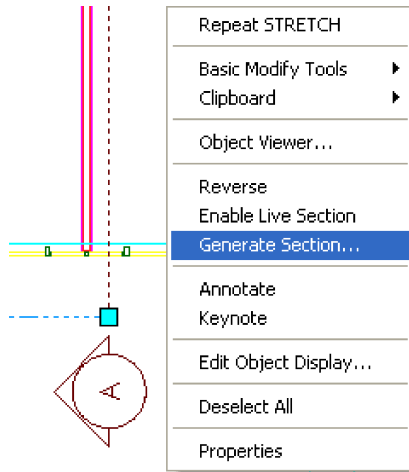 Repeat STRETCH
Basic Modify Tools
Clipboard
Object Viewer...
Reverse
Enable Live Section
Generate Section...
Annotate
Keynote
Edit Object Display...
Deselect All
Properties
A